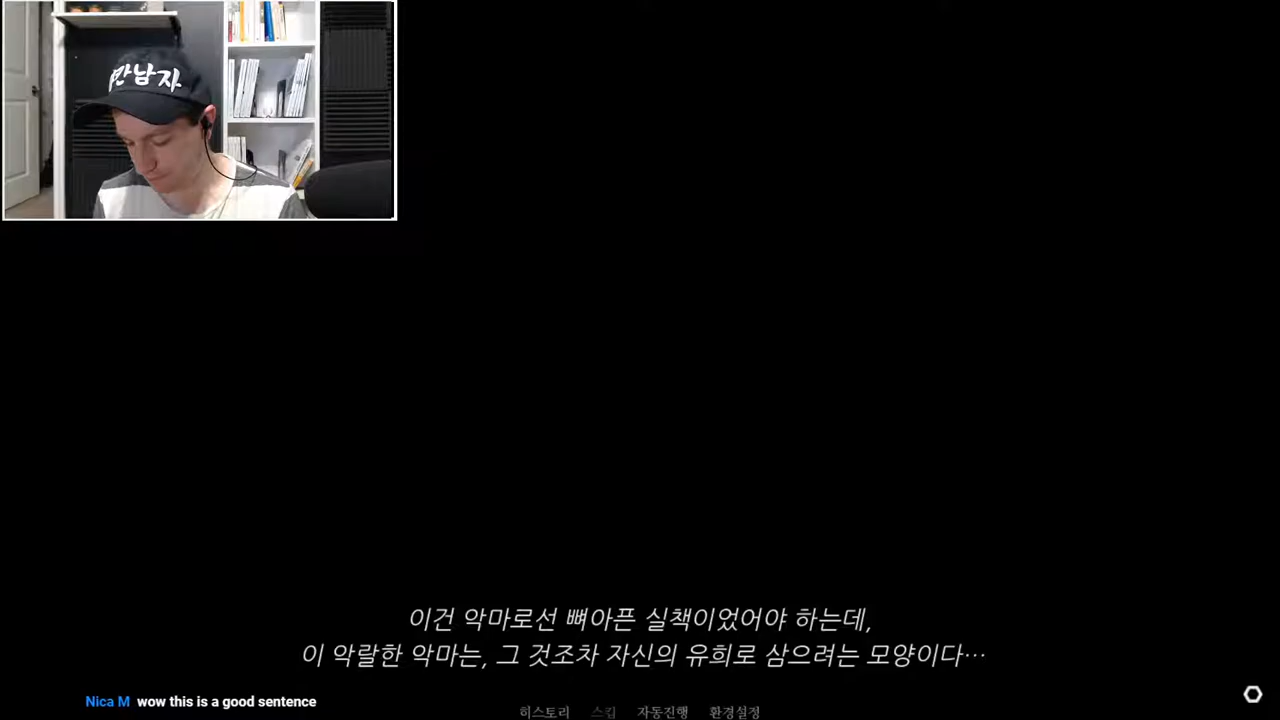 만남자
이건 악마로선 뼈아픈 실책이었어야 하는데,
이 악랄한 악마는, 그 것조차 자신의 유희로 삼으려는 모양이다…
Nica M wow this is a good sentence
히스토리 스킵 자동진행 환경설정